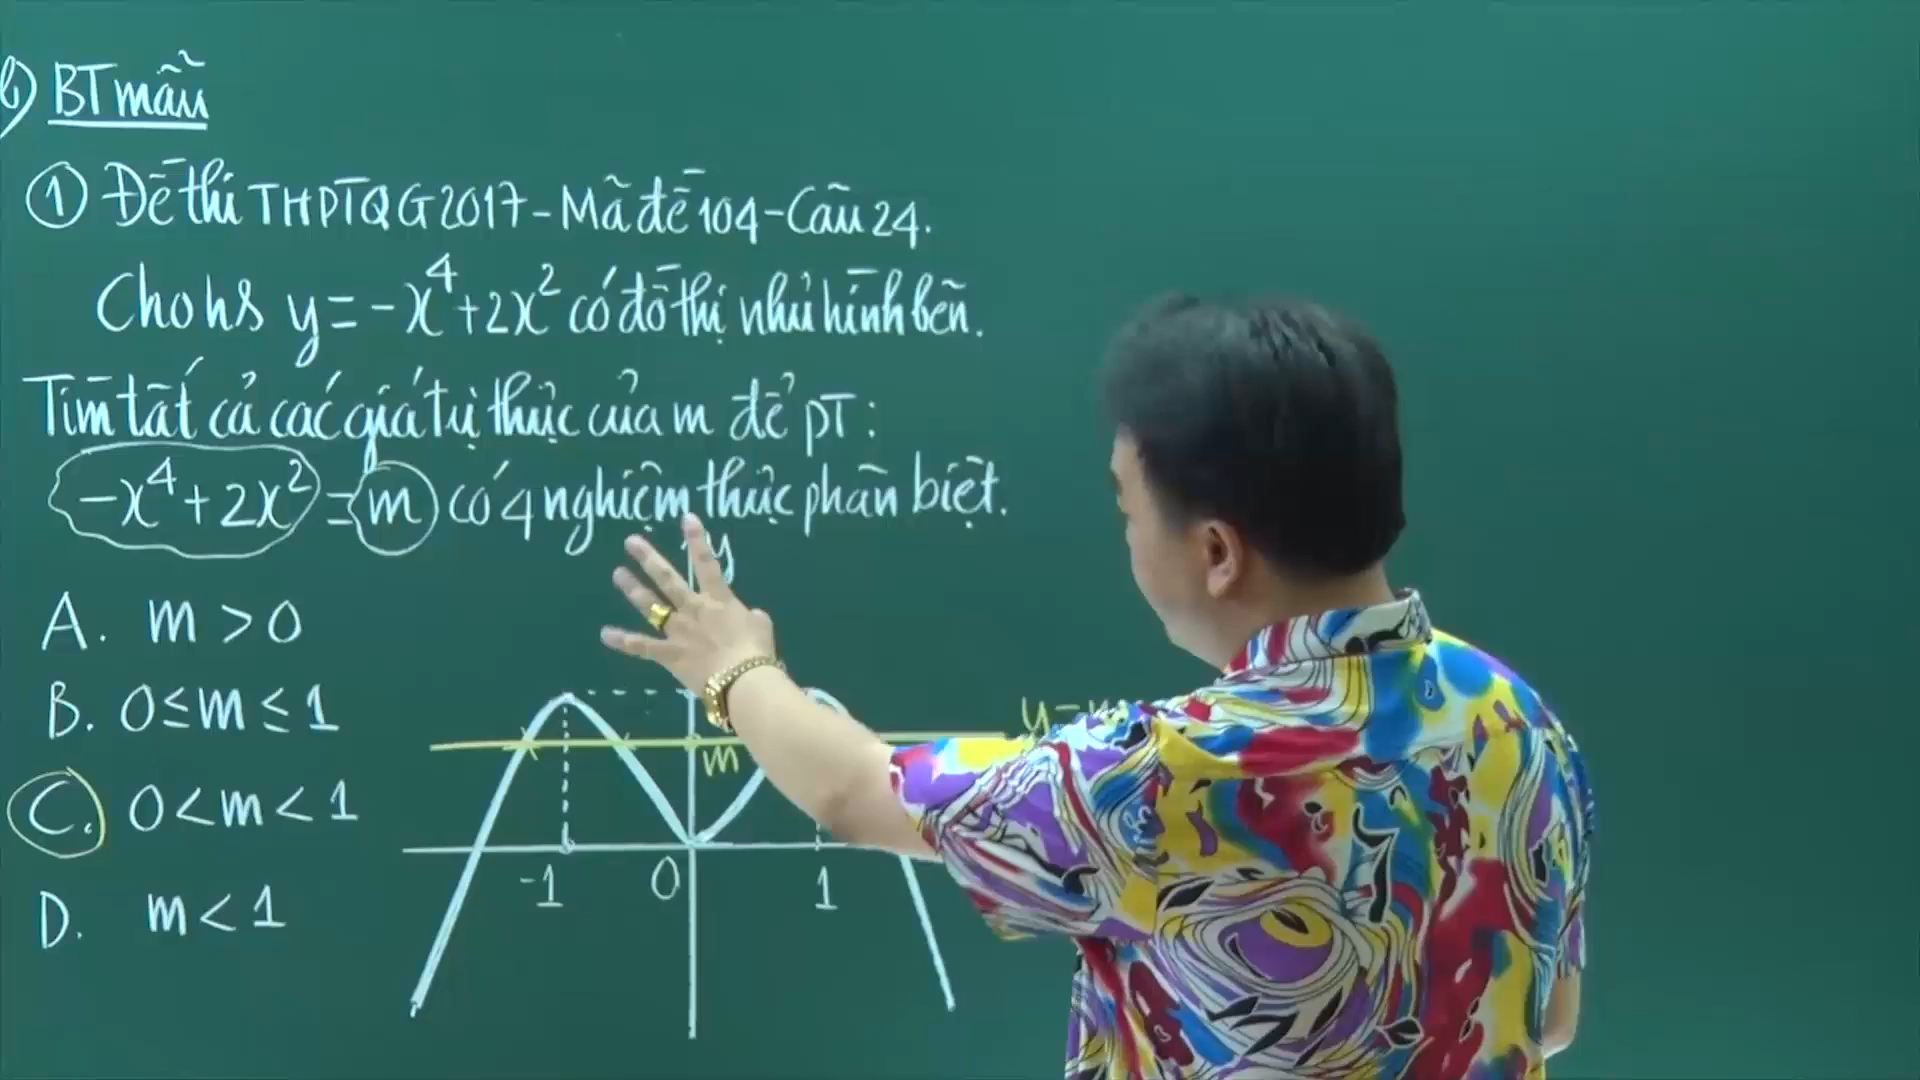 b) BT mẫu
① Đề thi THPTQG 2017 - Mã đề 104 - Câu 24.
Cho hs y = -x⁴ + 2x² có đồ thị như hình bên.
Tìm tất cả các giá trị thực của m để pT:
-x⁴ + 2x² = m có 4 nghiệm thực phân biệt.
A. m > 0
B. 0 ≤ m ≤ 1
C. 0 < m < 1
D. m < 1
y
y =
m
-1 0 1